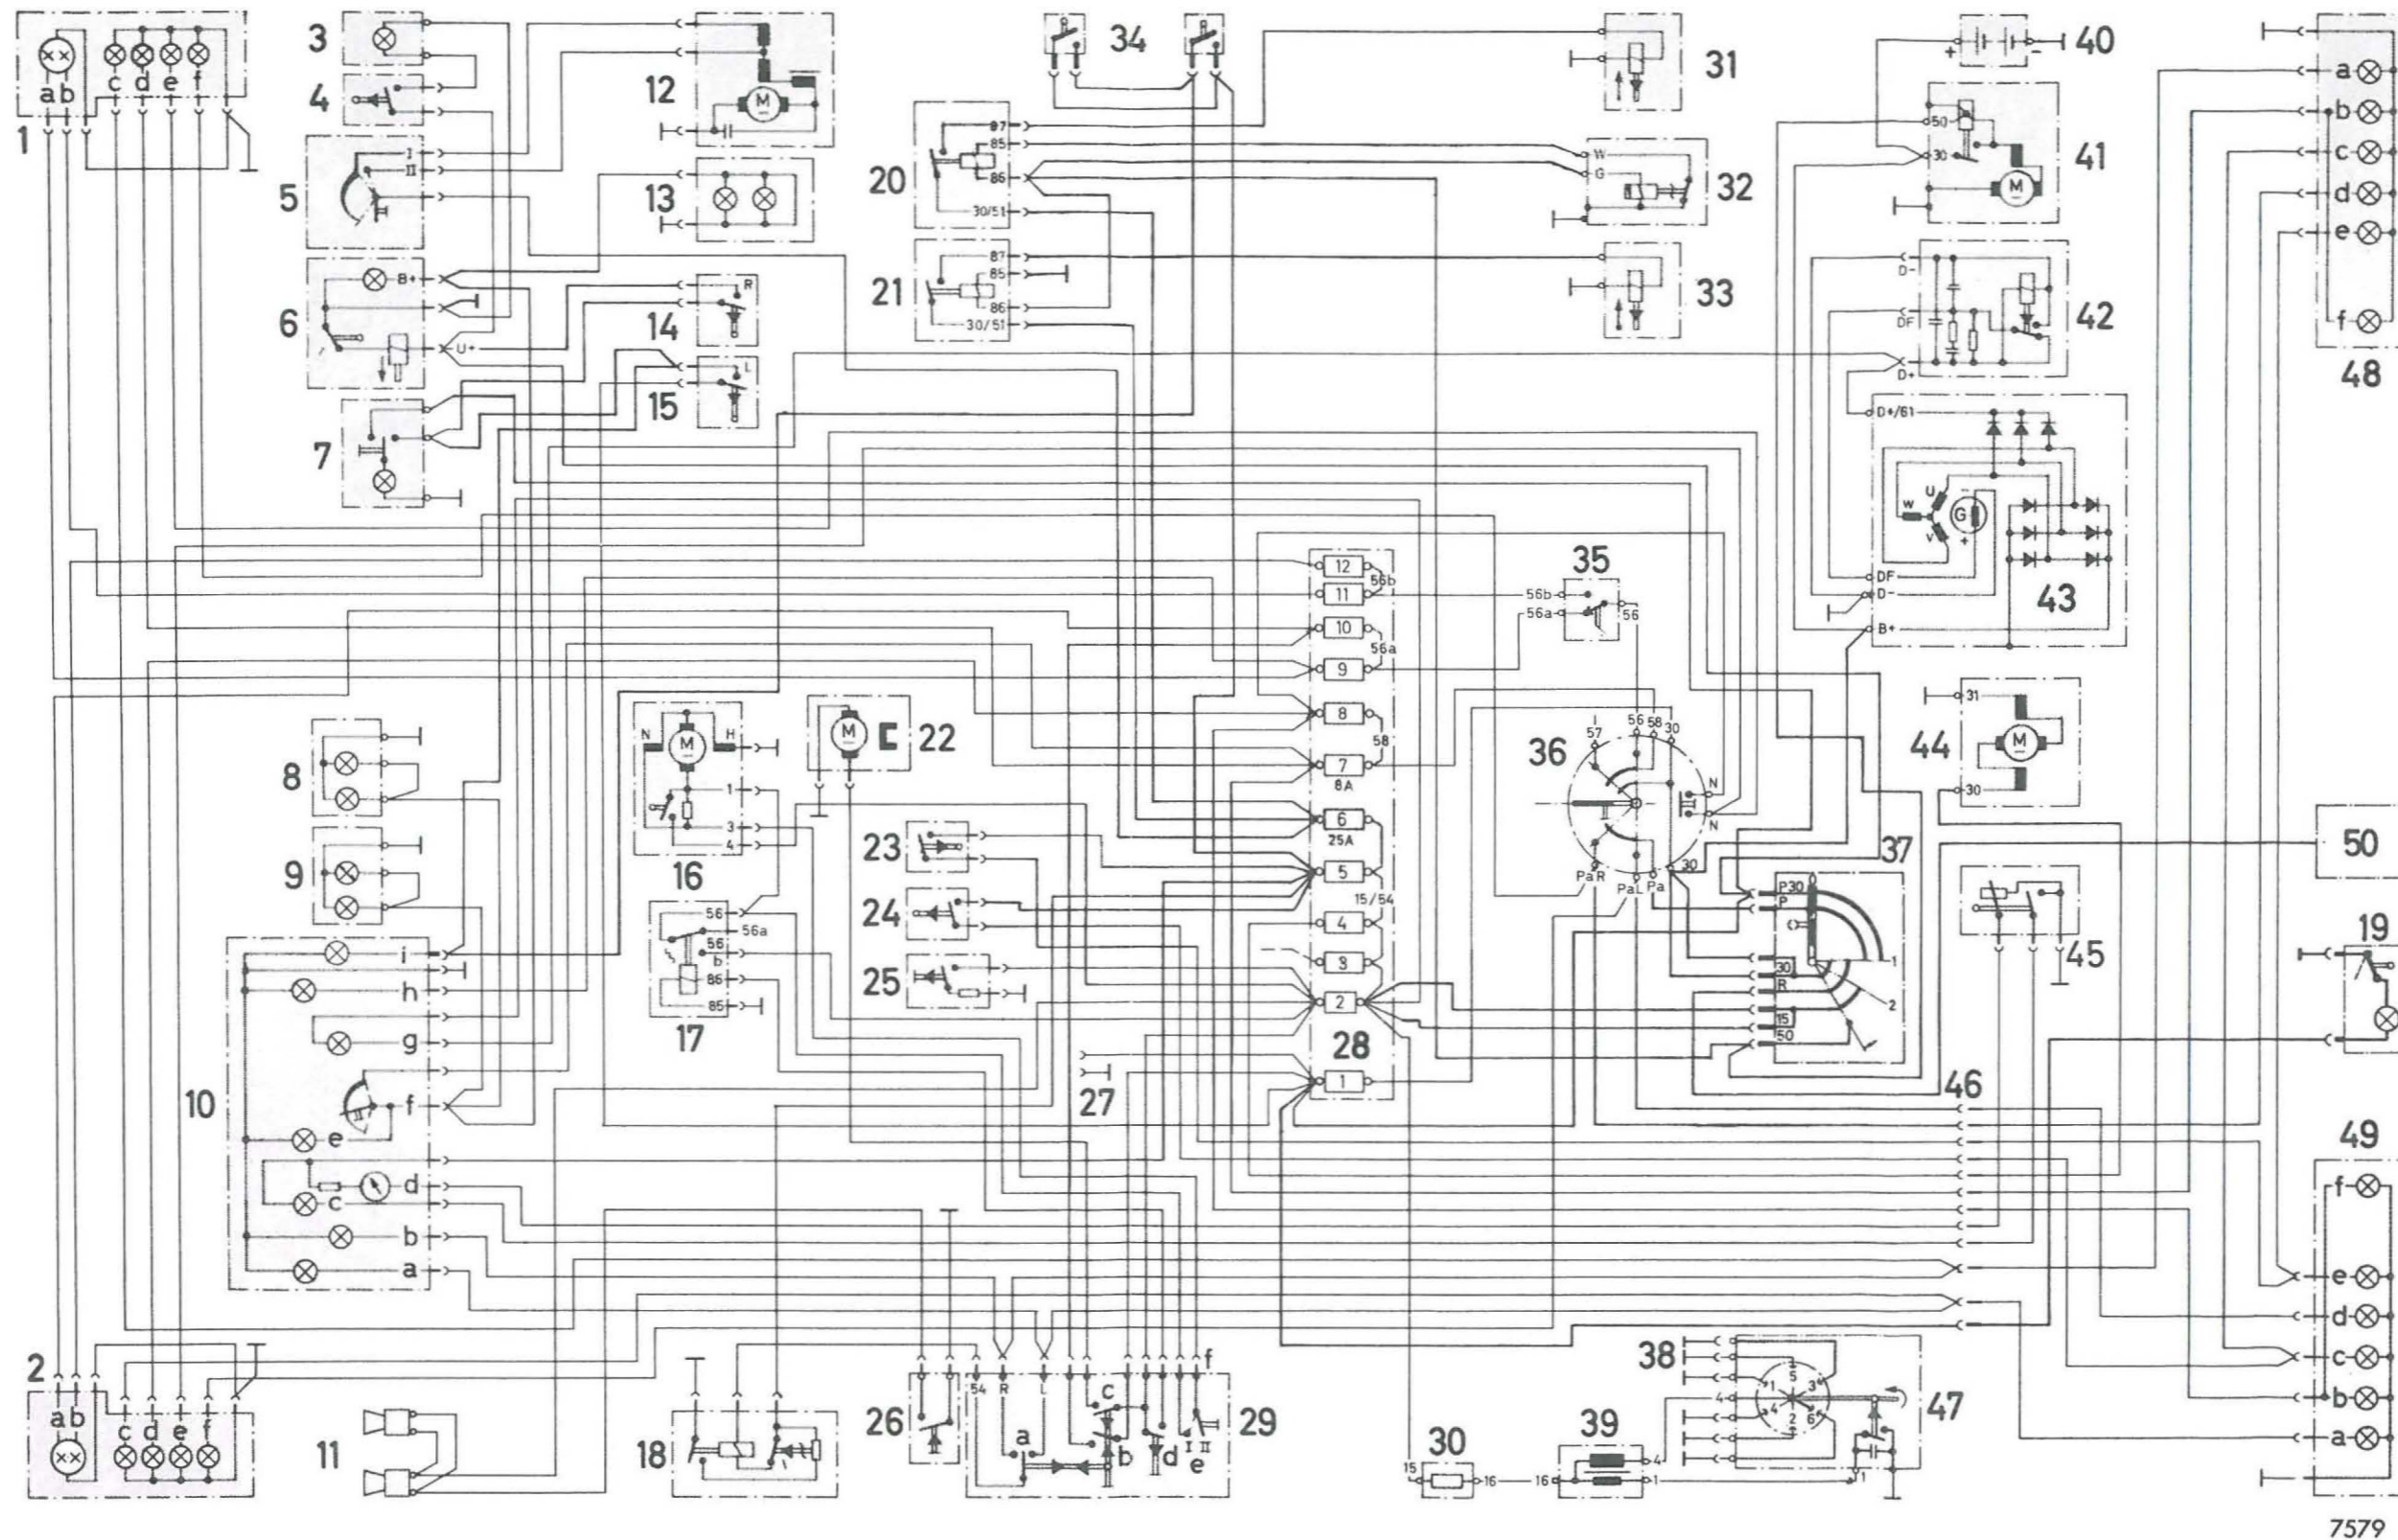 1
a b c d e f
2
a b c d e f
3
4
5
I
II
6
B+
U+
7
8
9
10
i
h
g
f
e
d
c
b
a
11
12
M
13
14
R
15
L
16
N M H
1
3
4
17
56
56a
56
b
86
85
18
19
20
87
85
86
30/51
21
87
85
86
30/51
22
M
23
24
25
26
27
28
12
56b
11
10
56a
9
8
58
7
8A
6
25A
5
15/54
4
3
2
1
29
54 R L
f
a
b
c
d
e
I II
30
15
16
31
32
W
G
33
34
35
56b
56a
56
36
57
56 58 30
N
N
PaR
PaL
Pa
30
37
P30
P
30
R
15
50
1
2
38
4
39
16
4
1
40
+ -
41
50
30
M
42
D-
DF
D+
43
D+/61
U
W
V
G
- +
DF
D-
B+
44
31
M
30
45
46
47
1 5 3
4 2 6
1
48
a
b
c
d
e
f
49
f
e
d
c
b
a
50
7579